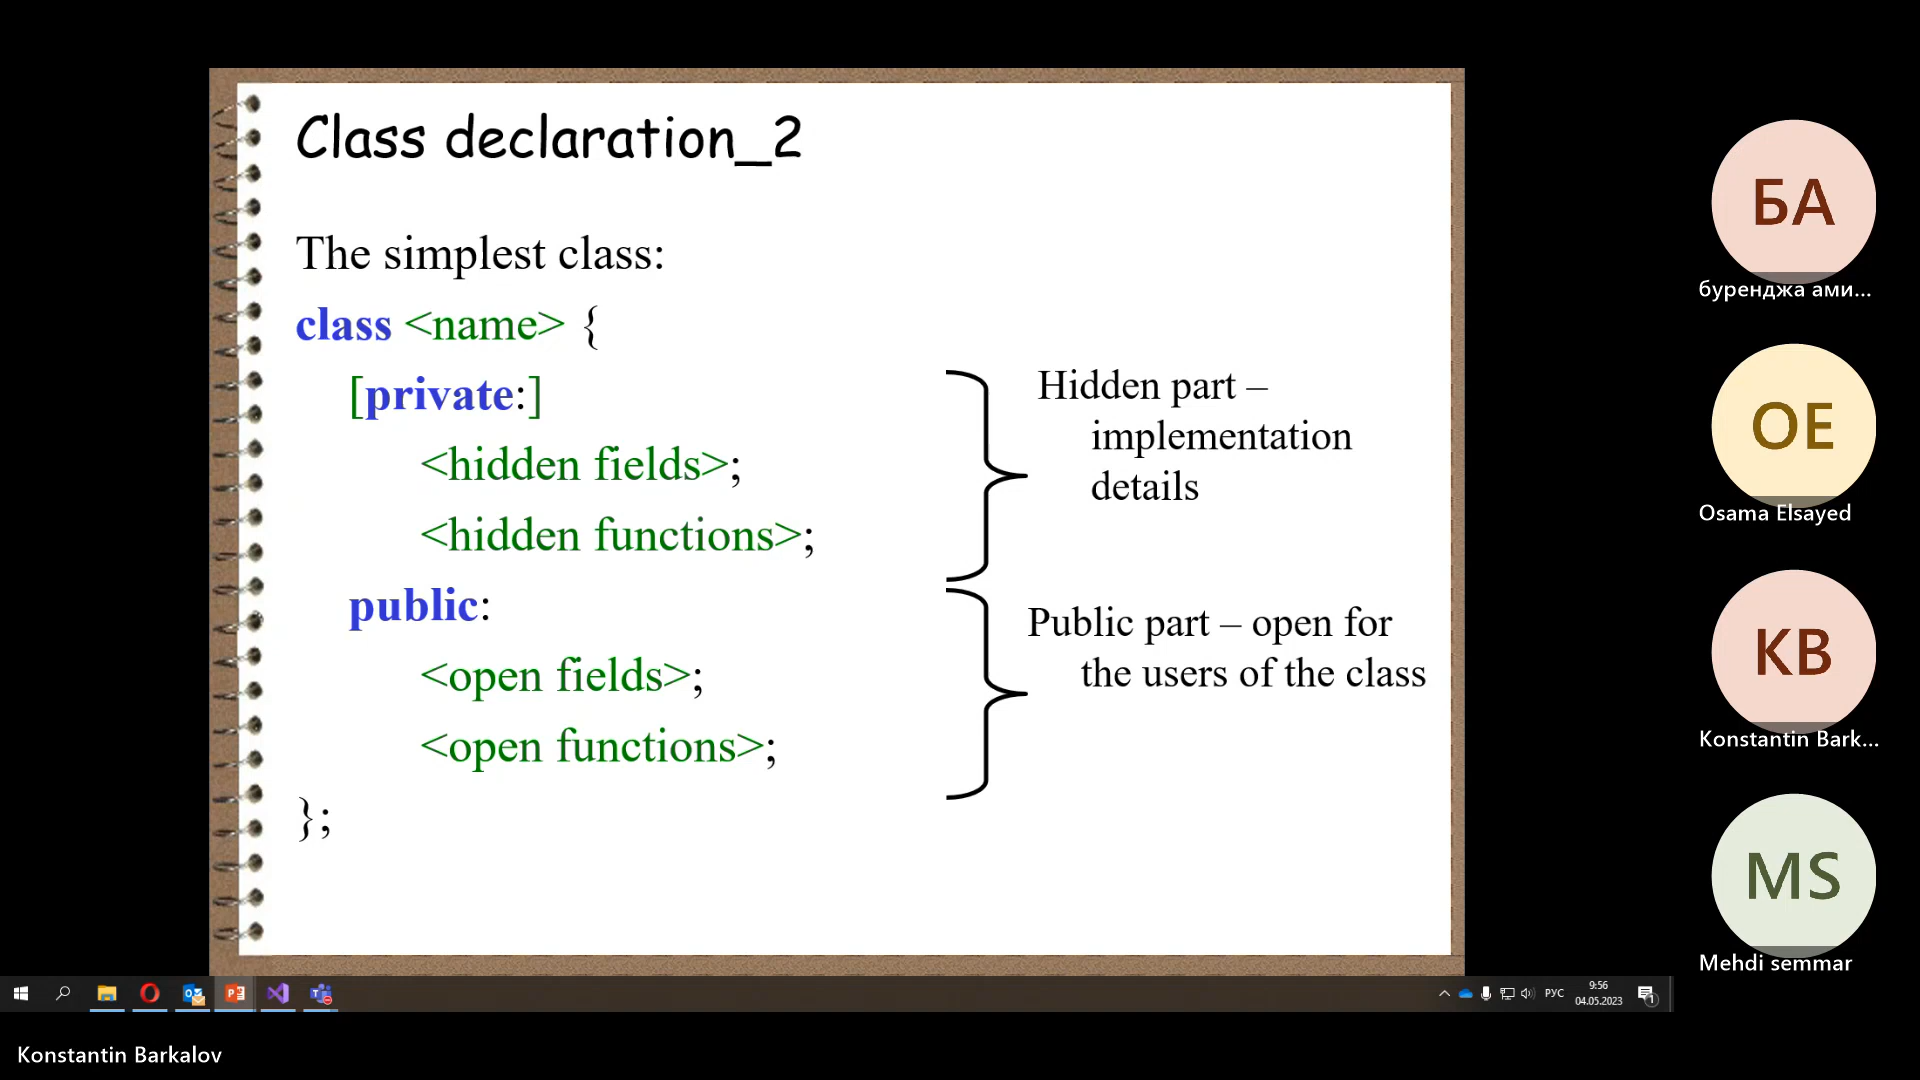 Class declaration_2
The simplest class:
class <name> {
[private:]
<hidden fields>;
<hidden functions>;
public:
<open fields>;
<open functions>;
};
Hidden part –
implementation
details
Public part – open for
the users of the class
БА
буренджа ами...
OE
Osama Elsayed
KB
Konstantin Bark...
MS
Mehdi semmar
РУС
9:56
04.05.2023
1
Konstantin Barkalov